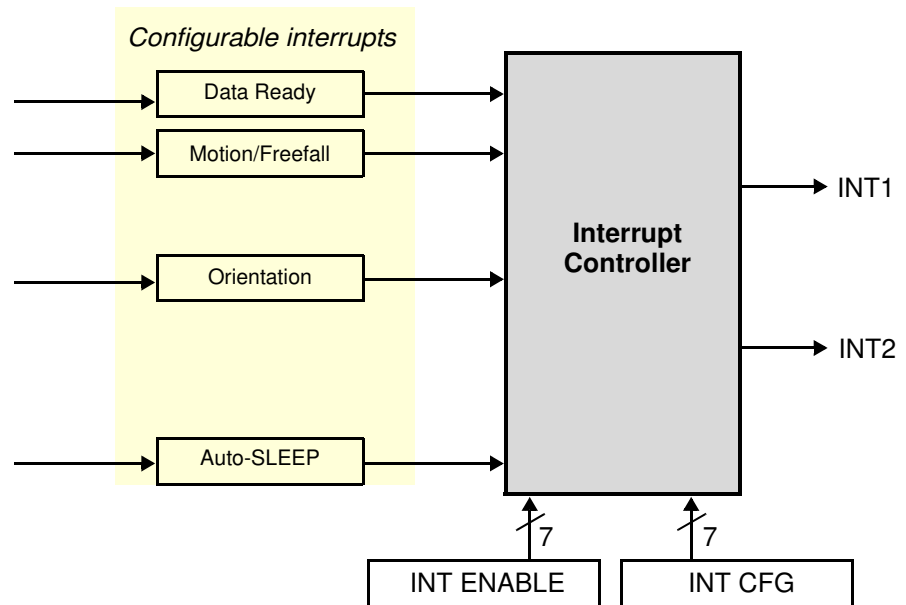 Configurable interrupts
Data Ready
Motion/Freefall
Orientation
Auto-SLEEP
Interrupt
Controller
INT1
INT2
7
7
INT ENABLE
INT CFG